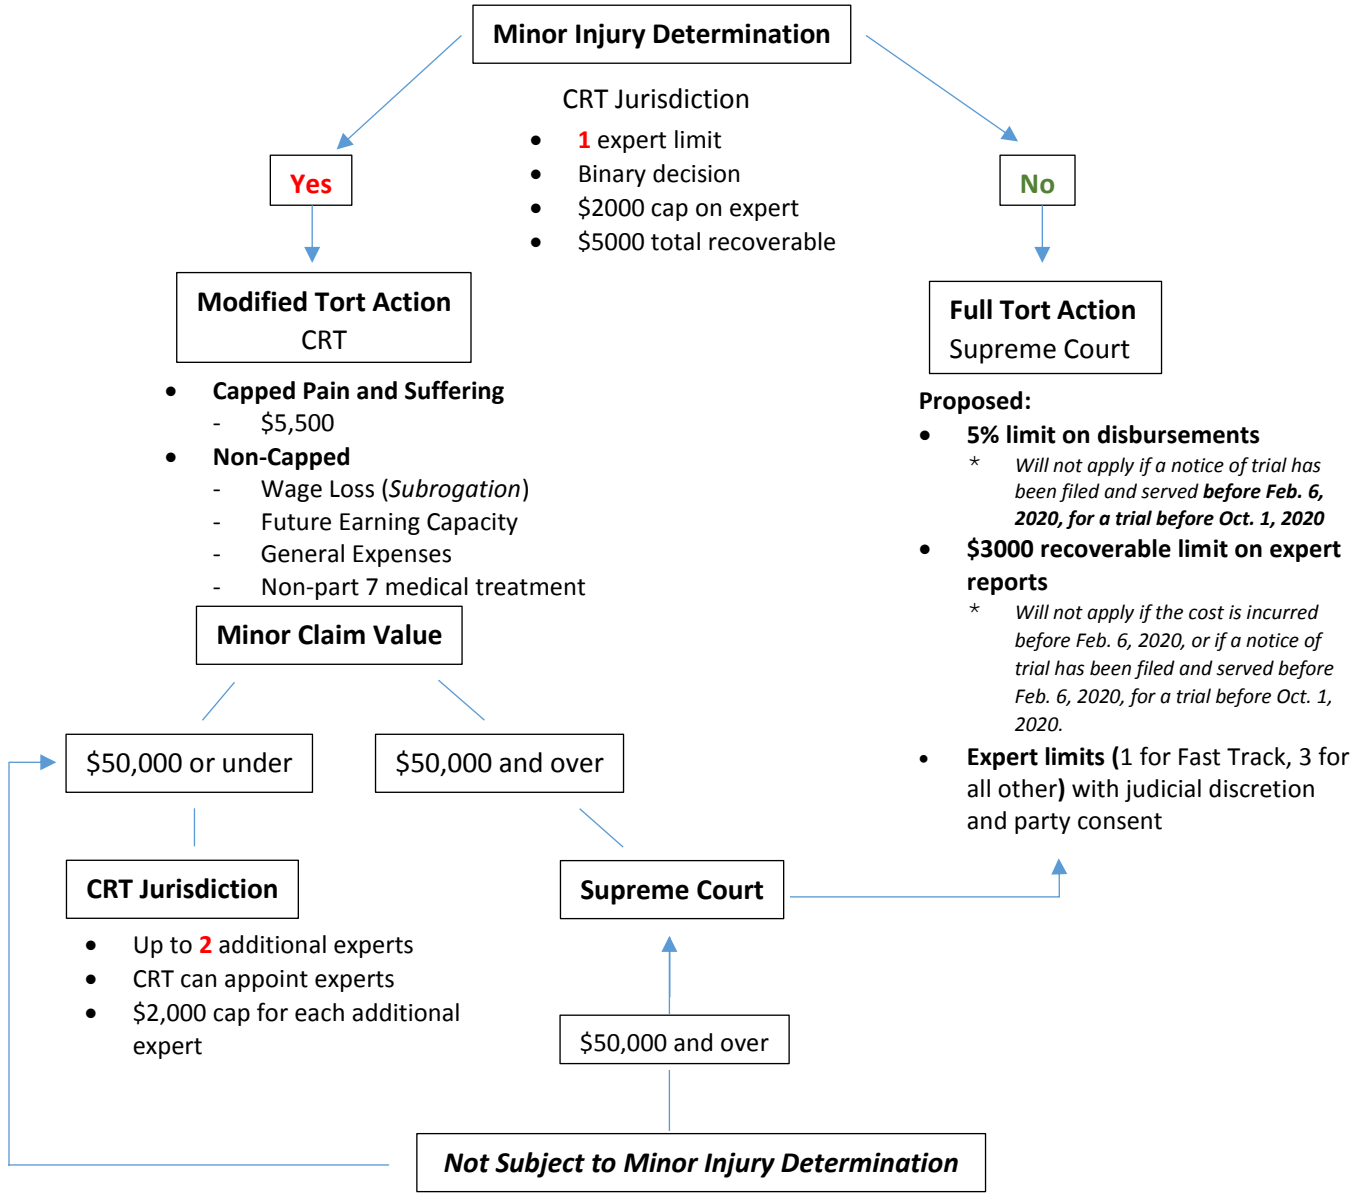 Minor Injury Determination
CRT Jurisdiction
• 1 expert limit
• Binary decision
• $2000 cap on expert
• $5000 total recoverable
Yes
No
Modified Tort Action
CRT
• Capped Pain and Suffering
- $5,500
• Non-Capped
- Wage Loss (Subrogation)
- Future Earning Capacity
- General Expenses
- Non-part 7 medical treatment
Full Tort Action
Supreme Court
Proposed:
• 5% limit on disbursements
* Will not apply if a notice of trial has
been filed and served before Feb. 6,
2020, for a trial before Oct. 1, 2020
• $3000 recoverable limit on expert
reports
* Will not apply if the cost is incurred
before Feb. 6, 2020, or if a notice of
trial has been filed and served before
Feb. 6, 2020, for a trial before Oct. 1,
2020.
• Expert limits (1 for Fast Track, 3 for
all other) with judicial discretion
and party consent
Minor Claim Value
$50,000 or under
$50,000 and over
CRT Jurisdiction
• Up to 2 additional experts
• CRT can appoint experts
• $2,000 cap for each additional
expert
Supreme Court
$50,000 and over
Not Subject to Minor Injury Determination